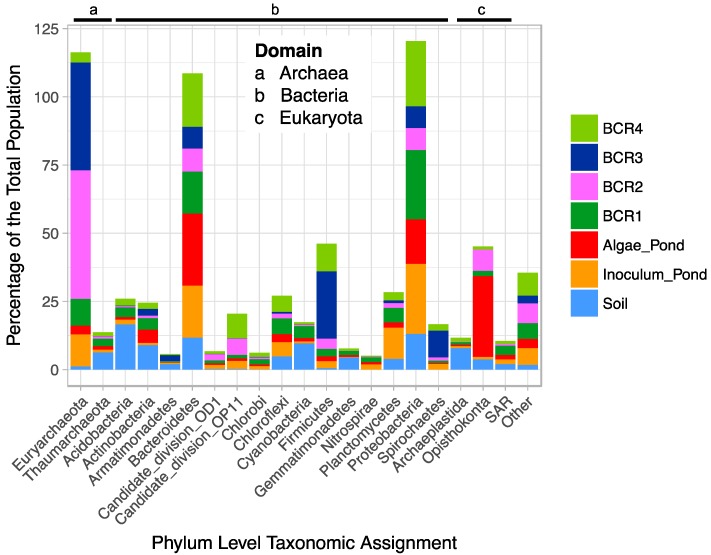 a b c
125
100
75
50
25
0
Percentage of the Total Population
Domain
a Archaea
b Bacteria
c Eukaryota
BCR4
BCR3
BCR2
BCR1
Algae_Pond
Inoculum_Pond
Soil
Euryarchaeota
Thaumarchaeota
Acidobacteria
Actinobacteria
Armatimonadetes
Bacteroidetes
Candidate_division_OD1
Candidate_division_OP11
Chlorobi
Chloroflexi
Cyanobacteria
Firmicutes
Gemmatimonadetes
Nitrospirae
Planctomycetes
Proteobacteria
Spirochaetes
Archaeplastida
Opisthokonta
SAR
Other
Phylum Level Taxonomic Assignment